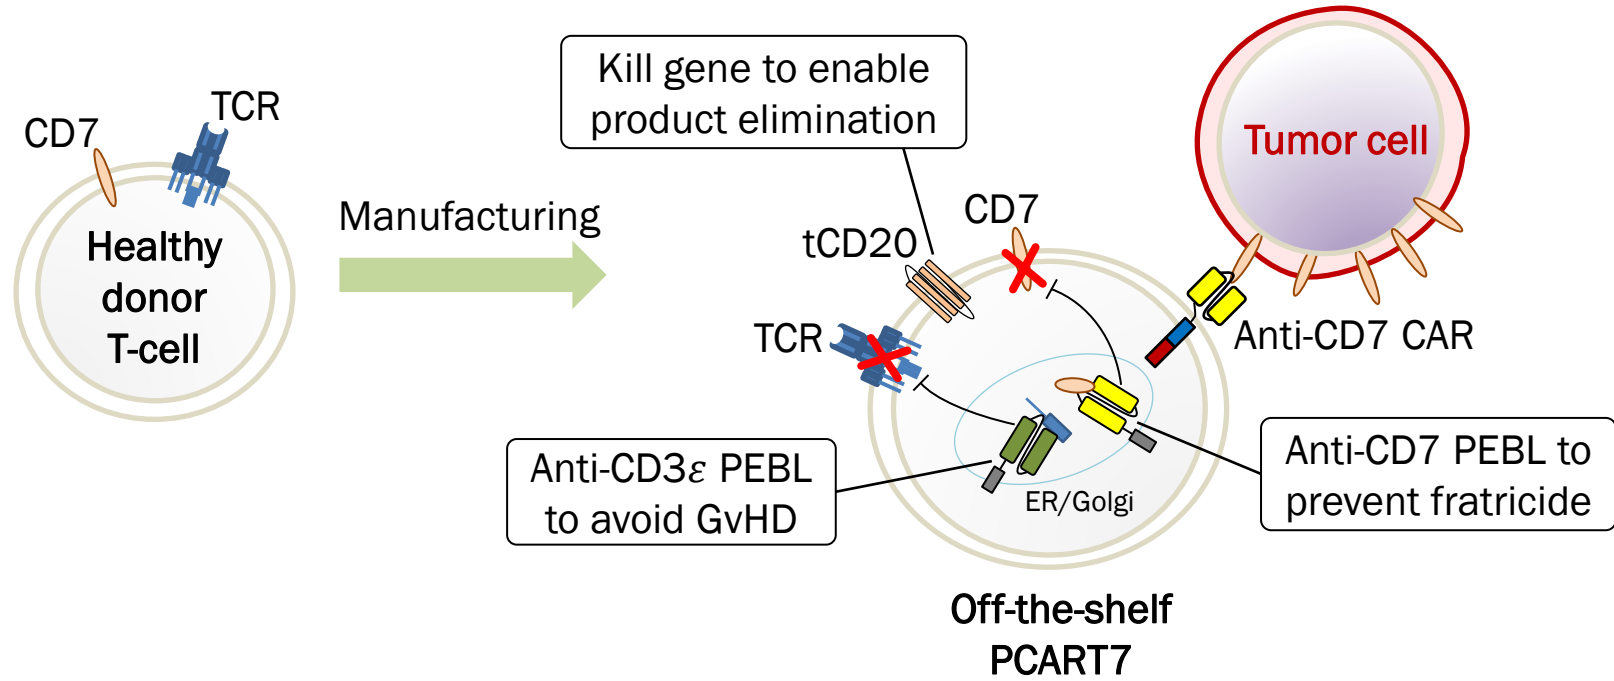 CD7
TCR
Healthy
donor
T-cell
Manufacturing
Kill gene to enable
product elimination
tCD20
CD7
TCR
Tumor cell
Anti-CD7 CAR
Anti-CD3ε PEBL
to avoid GvHD
ER/Golgi
Anti-CD7 PEBL to
prevent fratricide
Off-the-shelf
PCART7